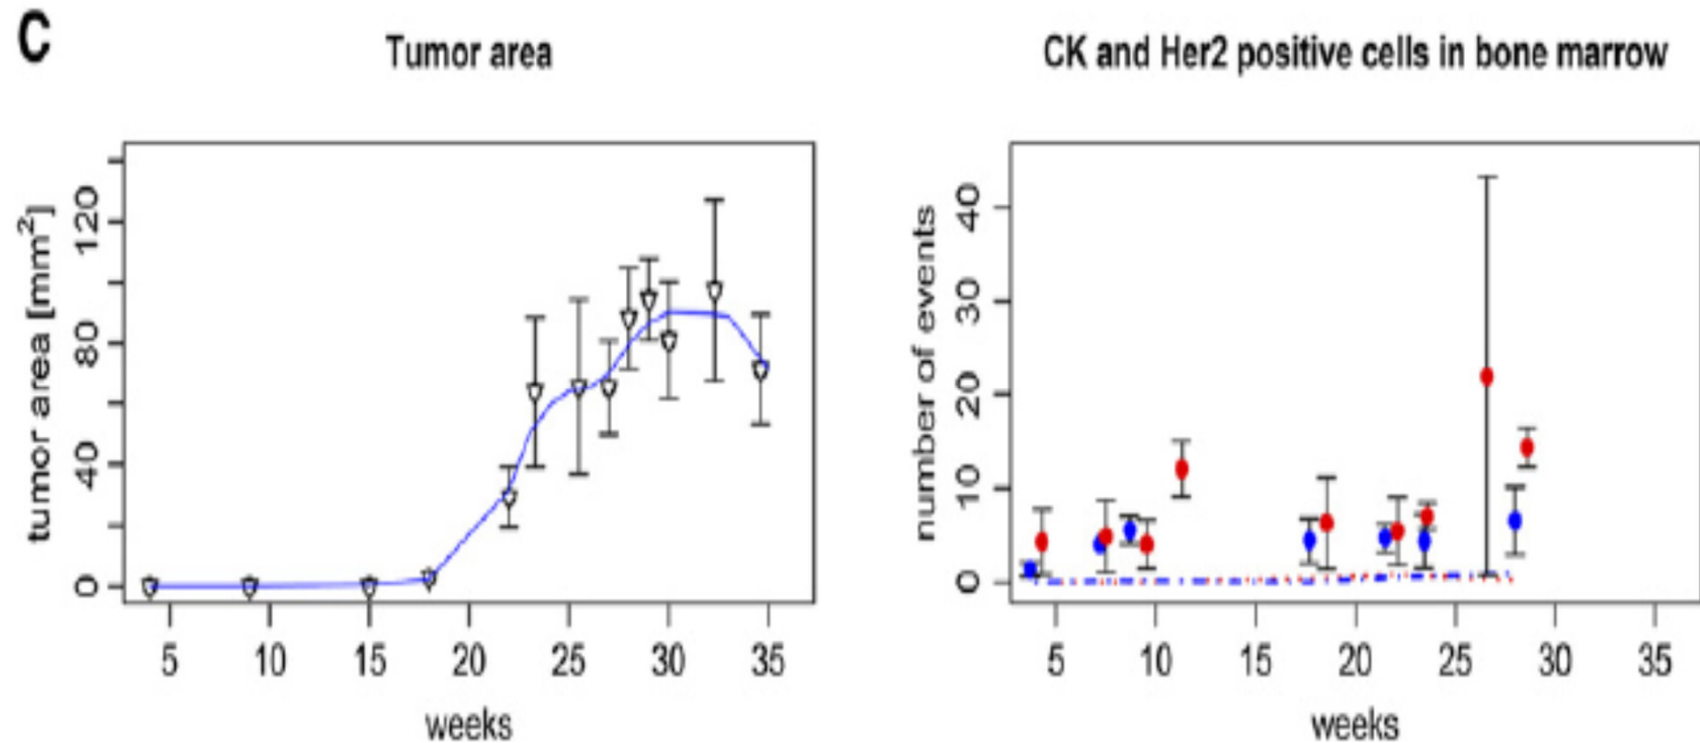 C
Tumor area
CK and Her2 positive cells in bone marrow
tumor area [mm²]
120
80
40
0
5 10 15 20 25 30 35
weeks
number of events
40
30
20
10
0
5 10 15 20 25 30 35
weeks